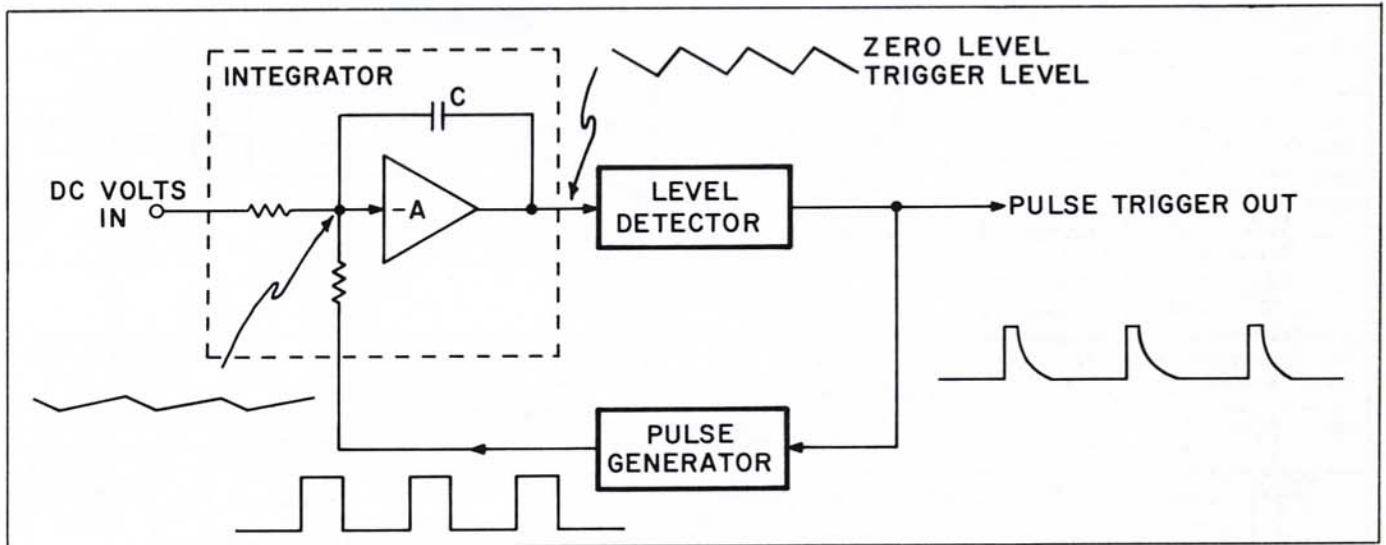 INTEGRATOR
C
ZERO LEVEL
TRIGGER LEVEL
DC VOLTS
IN
-A
LEVEL
DETECTOR
PULSE TRIGGER OUT
PULSE
GENERATOR